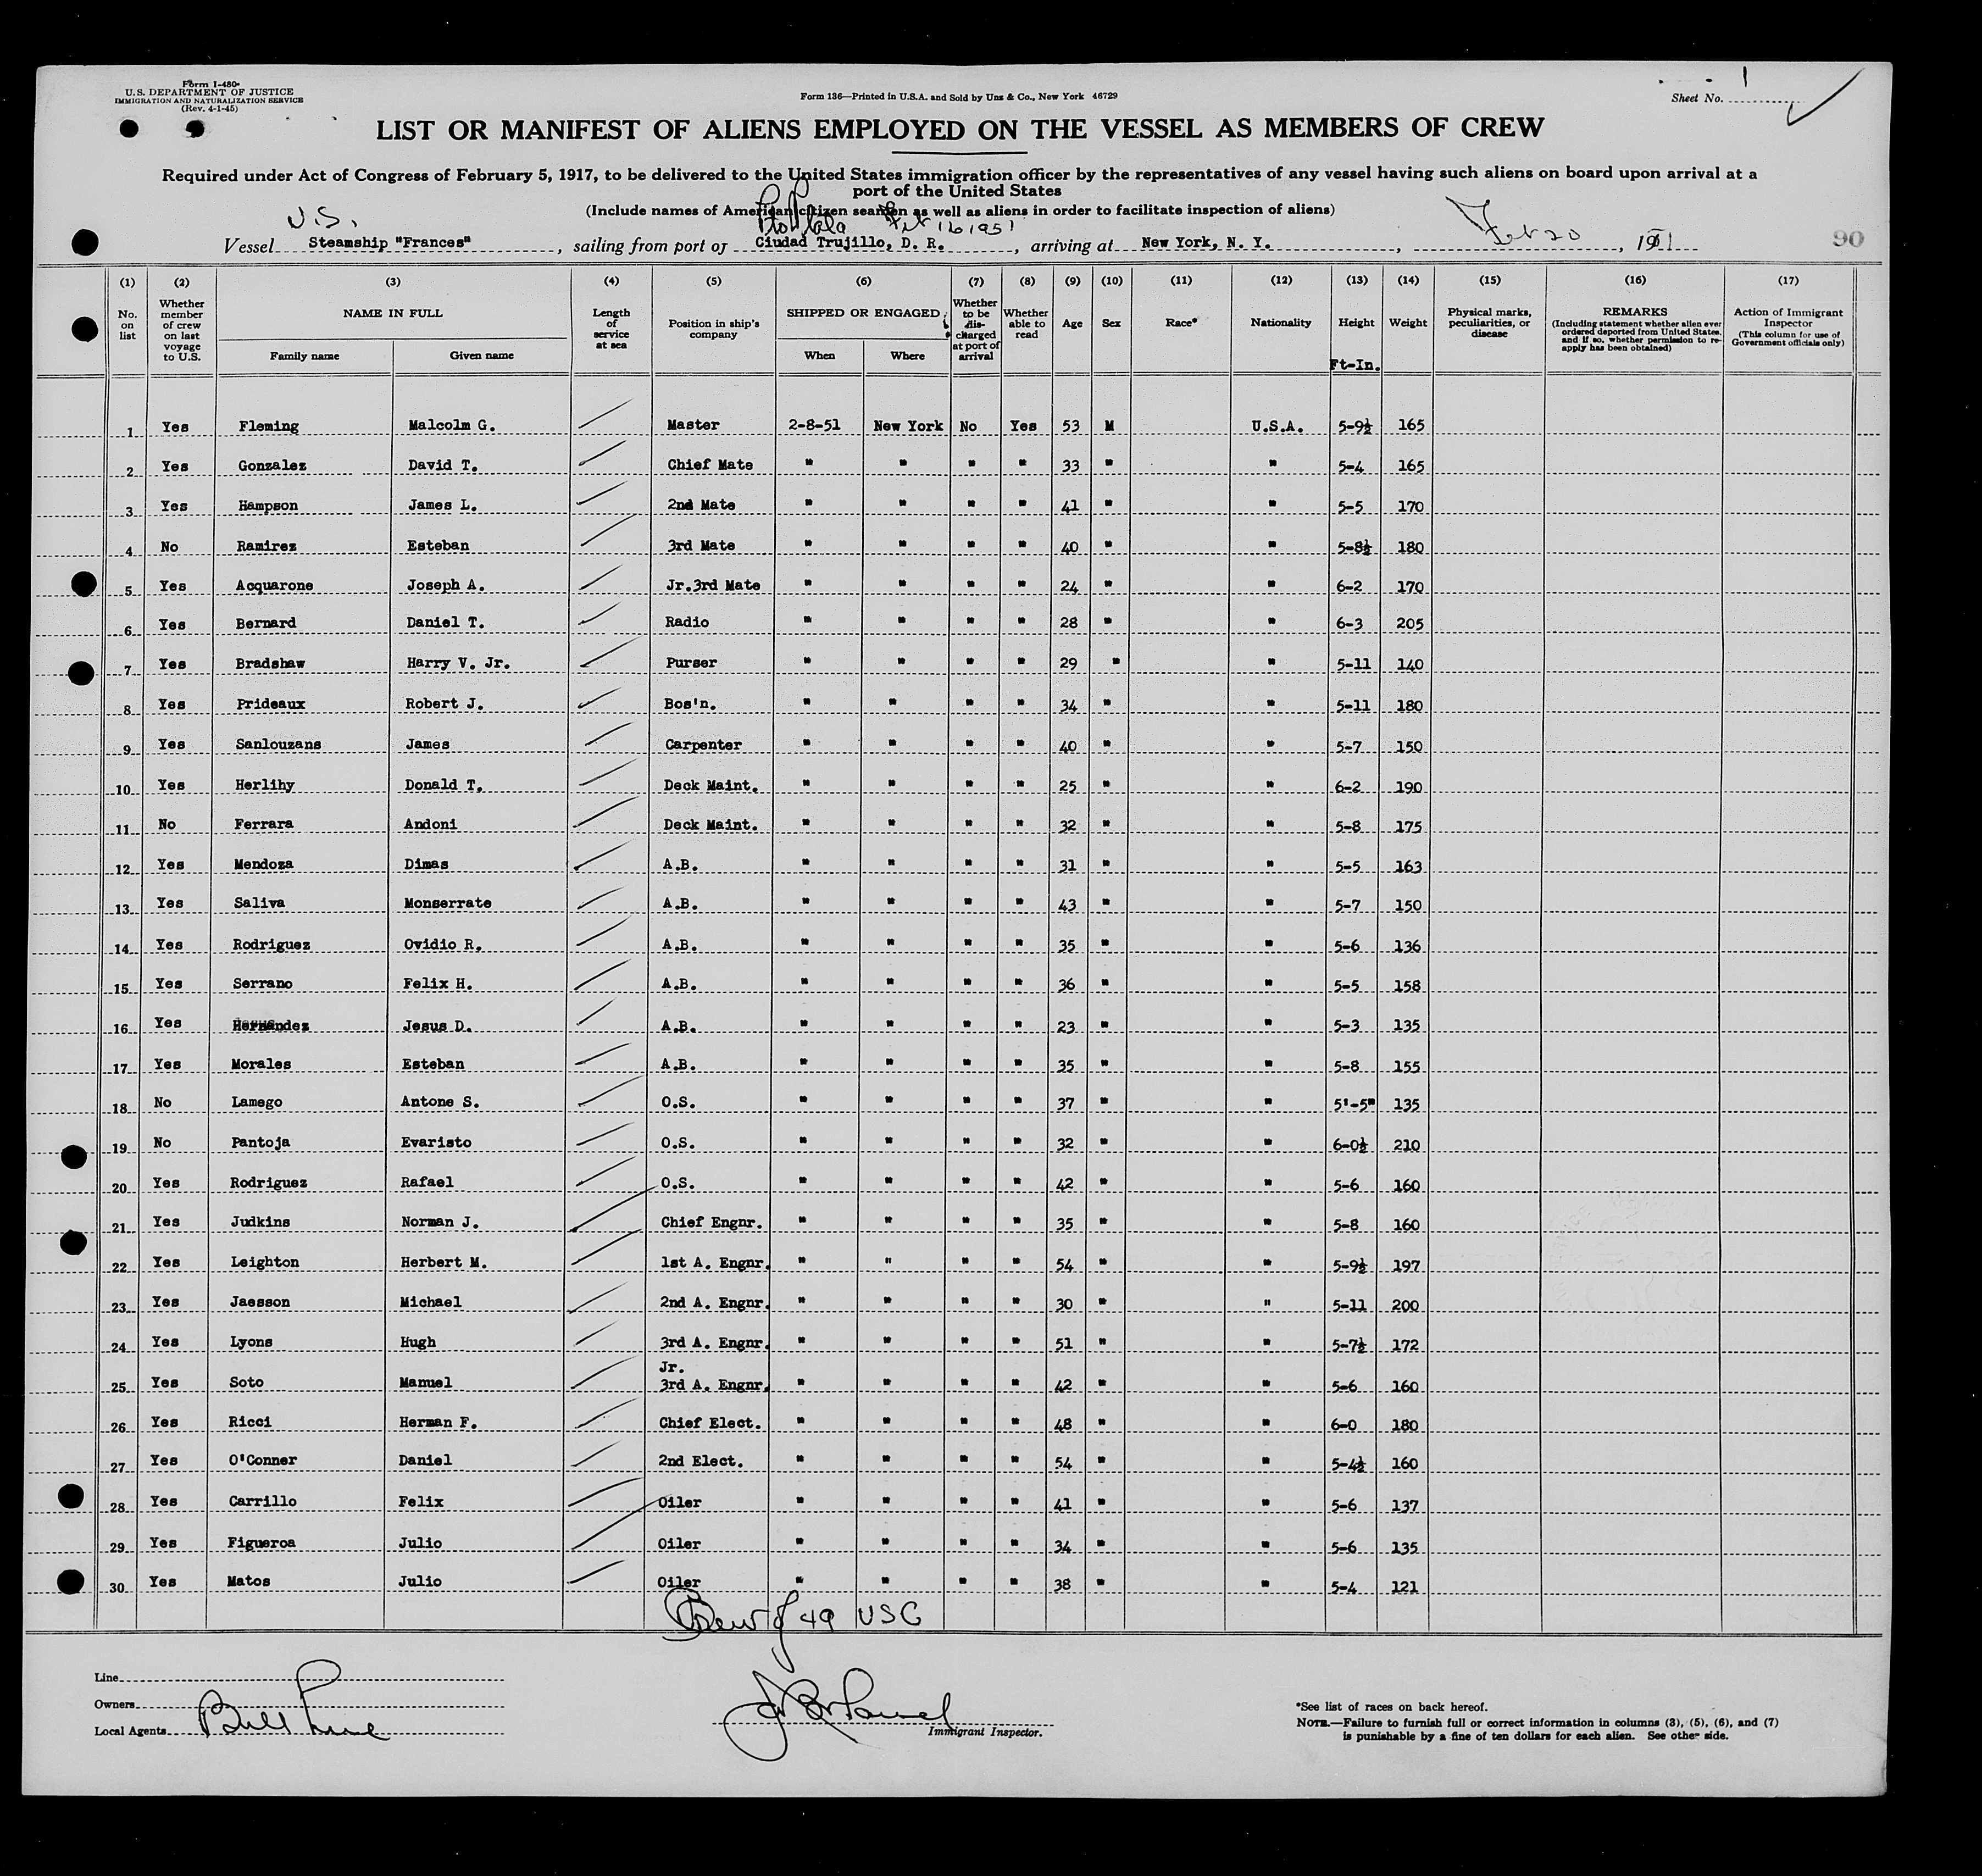 Form I-480
U.S. DEPARTMENT OF JUSTICE
IMMIGRATION AND NATURALIZATION SERVICE
(Rev. 4-1-45)
Form 136—Printed in U.S.A. and Sold by Unz & Co., New York 46729
Sheet No. 1
LIST OR MANIFEST OF ALIENS EMPLOYED ON THE VESSEL AS MEMBERS OF CREW
Required under Act of Congress of February 5, 1917, to be delivered to the United States immigration officer by the representatives of any vessel having such aliens on board upon arrival at a
port of the United States
(Include names of American citizen seamen as well as aliens in order to facilitate inspection of aliens)
U.S. Plata Feb 16 1951
Vessel Steamship "Frances", sailing from port of Ciudad Trujillo, D. R., arriving at New York, N. Y., Feb 20, 1951 90
(1) (2) (3) (4) (5) (6) (7) (8) (9) (10) (11) (12) (13) (14) (15) (16) (17)
No. on list Whether member of crew on last voyage to U.S. NAME IN FULL Family name Given name Length of service at sea Position in ship's company SHIPPED OR ENGAGED When Where Whether to be discharged at port of arrival Whether able to read Age Sex Race* Nationality Height Ft-In. Weight Physical marks, peculiarities, or disease REMARKS (Including statement whether alien ever ordered deported from United States, and if so, whether permission to re-apply has been obtained) Action of Immigrant Inspector (This column for use of Government officials only)
1 Yes Fleming Malcolm G. Master 2-8-51 New York No Yes 53 M U.S.A. 5-9½ 165
2 Yes Gonzalez David T. Chief Mate " " " " 33 " " 5-4 165
3 Yes Hampson James L. 2nd Mate " " " " 41 " " 5-5 170
4 No Ramirez Esteban 3rd Mate " " " " 40 " " 5-8½ 180
5 Yes Acquarone Joseph A. Jr.3rd Mate " " " " 24 " " 6-2 170
6 Yes Bernard Daniel T. Radio " " " " 28 " " 6-3 205
7 Yes Bradshaw Harry V. Jr. Purser " " " " 29 " " 5-11 140
8 Yes Prideaux Robert J. Bos'n. " " " " 34 " " 5-11 180
9 Yes Sanlouzans James Carpenter " " " " 40 " " 5-7 150
10 Yes Herlihy Donald T. Deck Maint. " " " " 25 " " 6-2 190
11 No Ferrara Andoni Deck Maint. " " " " 32 " " 5-8 175
12 Yes Mendoza Dimas A.B. " " " " 31 " " 5-5 163
13 Yes Saliva Monserrate A.B. " " " " 43 " " 5-7 150
14 Yes Rodriguez Ovidio R. A.B. " " " " 35 " " 5-6 136
15 Yes Serrano Felix H. A.B. " " " " 36 " " 5-5 158
16 Yes Hernandez Jesus D. A.B. " " " " 23 " " 5-3 135
17 Yes Morales Esteban A.B. " " " " 35 " " 5-8 155
18 No Lamego Antone S. O.S. " " " " 37 " " 5'-5" 135
19 No Pantoja Evaristo O.S. " " " " 32 " " 6-0½ 210
20 Yes Rodriguez Rafael O.S. " " " " 42 " " 5-6 160
21 Yes Judkins Norman J. Chief Engnr. " " " " 35 " " 5-8 160
22 Yes Leighton Herbert M. 1st A. Engnr. " " " " 54 " " 5-9½ 197
23 Yes Jaesson Michael 2nd A. Engnr. " " " " 30 " " 5-11 200
24 Yes Lyons Hugh 3rd A. Engnr. " " " " 51 " " 5-7½ 172
25 Yes Soto Manuel Jr. 3rd A. Engnr. " " " " 42 " " 5-6 160
26 Yes Ricci Herman F. Chief Elect. " " " " 48 " " 6-0 180
27 Yes O'Conner Daniel 2nd Elect. " " " " 54 " " 5-4½ 160
28 Yes Carrillo Felix Oiler " " " " 41 " " 5-6 137
29 Yes Figueroa Julio Oiler " " " " 34 " " 5-6 135
30 Yes Matos Julio Oiler " " " " 38 " " 5-4 121
Crew of 49 USC
Line
Owners
Local Agents Bull Line
Immigrant Inspector.
*See list of races on back hereof.
NOTE.—Failure to furnish full or correct information in columns (3), (5), (6), and (7)
is punishable by a fine of ten dollars for each alien. See other side.